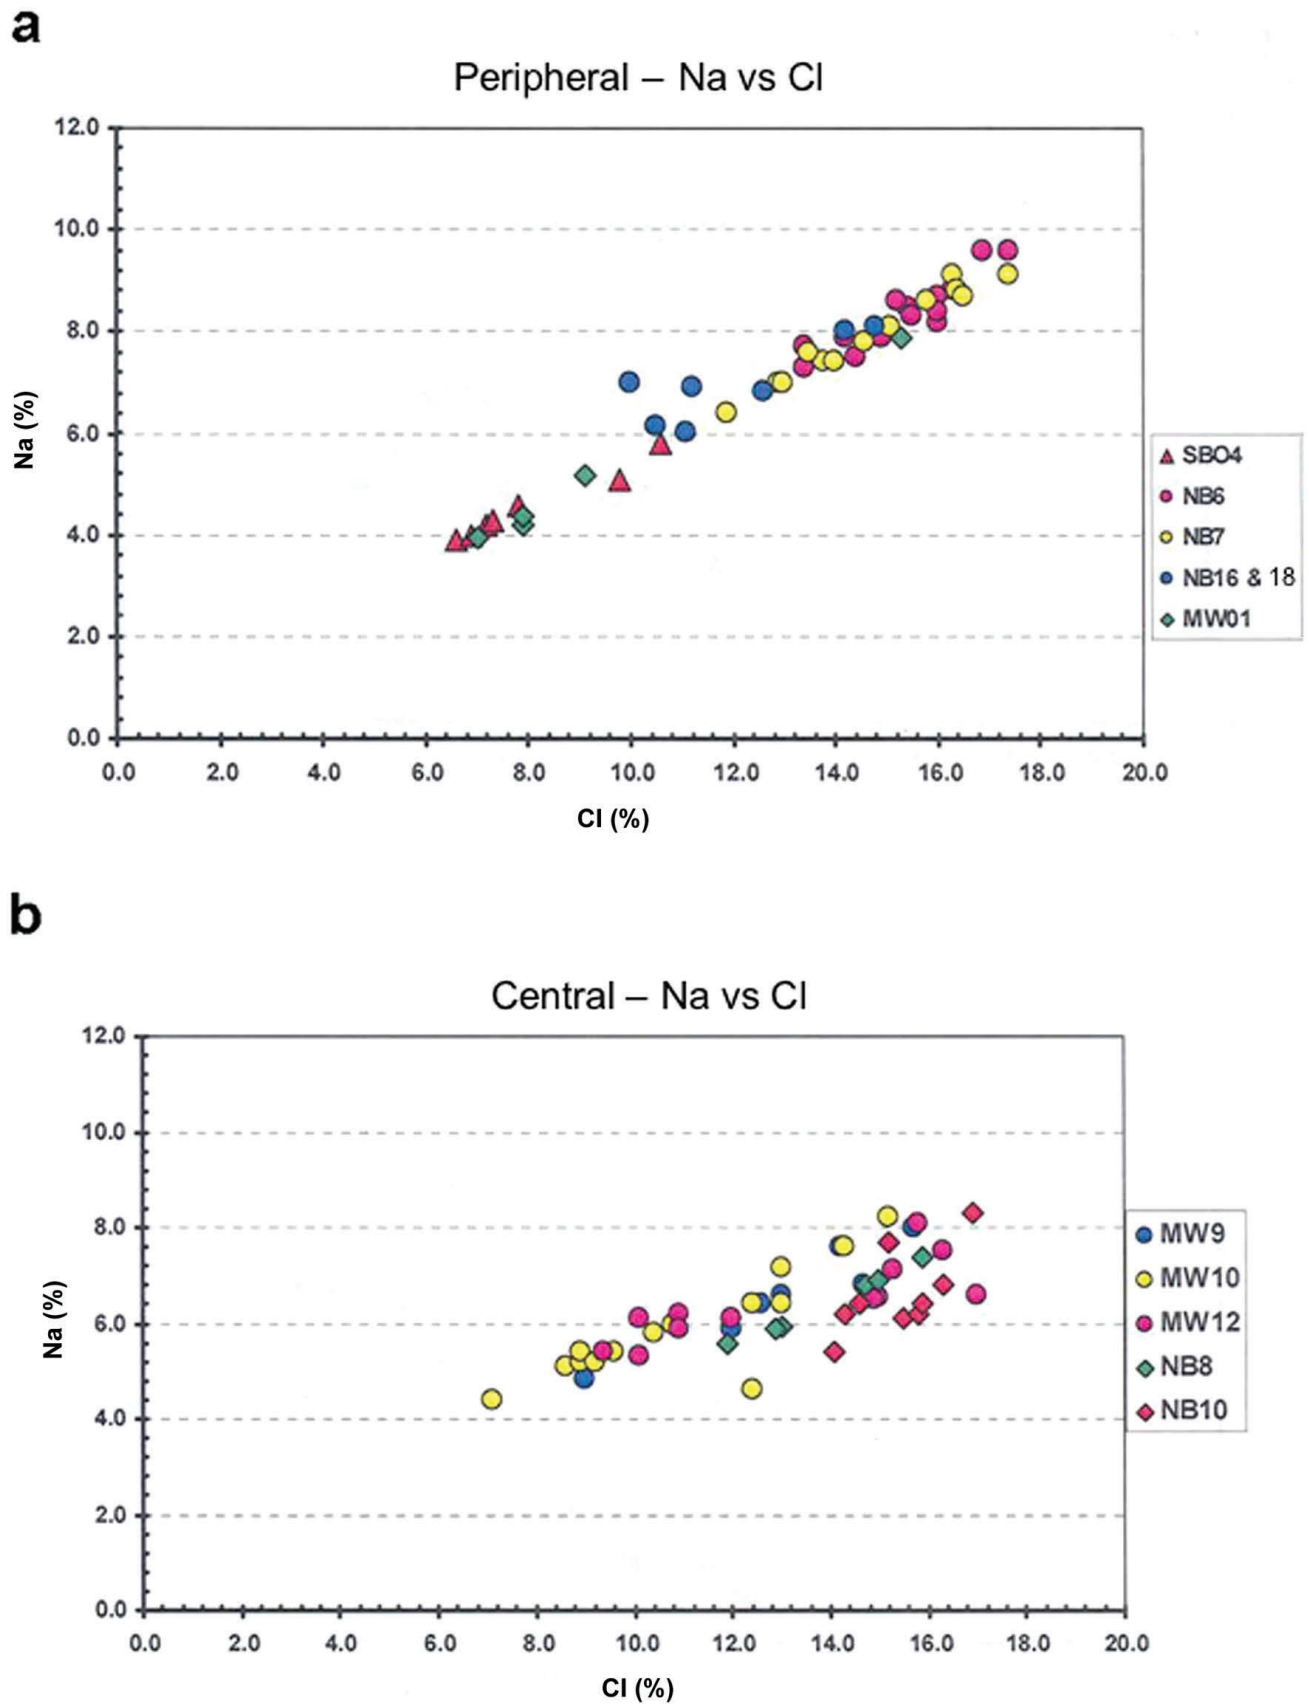 a
Peripheral – Na vs Cl
12.0
10.0
8.0
6.0
4.0
2.0
0.0
Na (%)
0.0 2.0 4.0 6.0 8.0 10.0 12.0 14.0 16.0 18.0 20.0
Cl (%)
SBO4
NB6
NB7
NB16 & 18
MW01
b
Central – Na vs Cl
12.0
10.0
8.0
6.0
4.0
2.0
0.0
Na (%)
0.0 2.0 4.0 6.0 8.0 10.0 12.0 14.0 16.0 18.0 20.0
Cl (%)
MW9
MW10
MW12
NB8
NB10